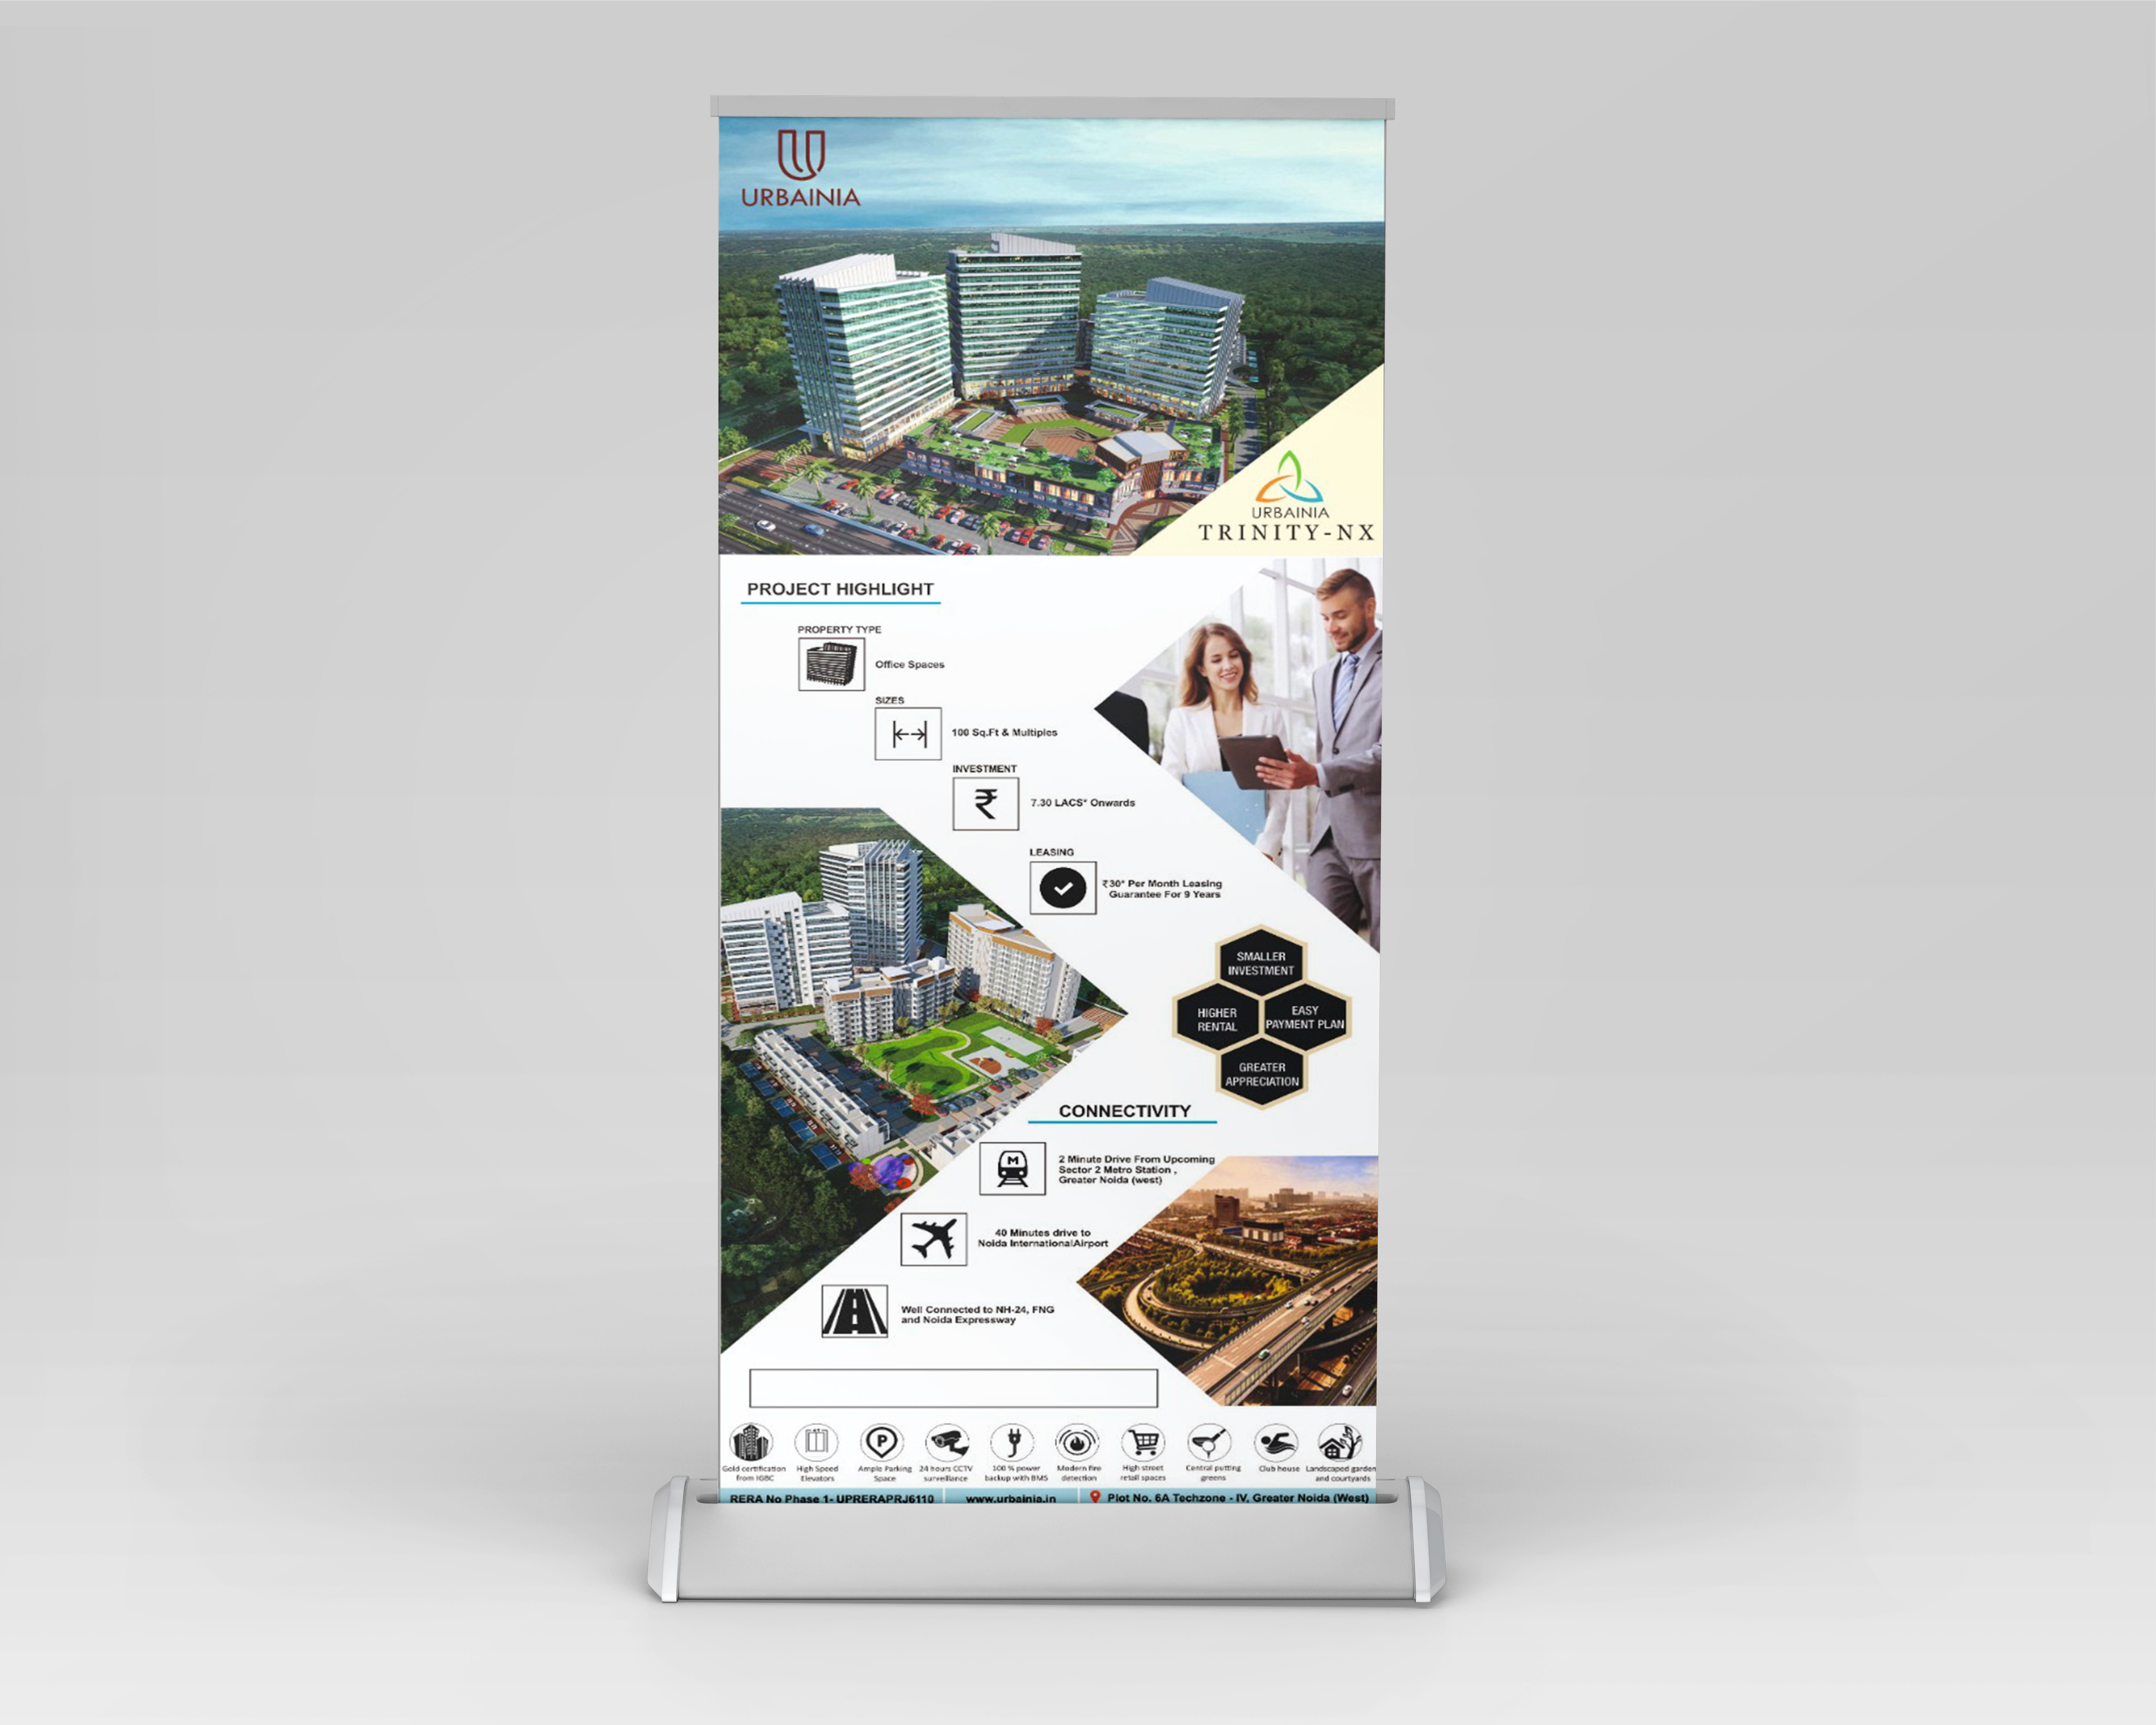 URBAINIA
URBAINIA
TRINITY-NX
PROJECT HIGHLIGHT
PROPERTY TYPE
Office Spaces
SIZES
100 Sq.Ft & Multiples
INVESTMENT
₹
7.30 LACS* Onwards
LEASING
₹30* Per Month Leasing
Guarantee For 9 Years
SMALLER
INVESTMENT
HIGHER
RENTAL
EASY
PAYMENT PLAN
GREATER
APPRECIATION
CONNECTIVITY
M
2 Minute Drive From Upcoming
Sector 2 Metro Station ,
Greater Noida (west)
40 Minutes drive to
Noida InternationalAirport
Well Connected to NH-24, FNG
and Noida Expressway
P
Gold certification
from IGBC
High Speed
Elevators
Ample Parking
Space
24 hours CCTV
surveillance
100 % power
backup with BMS
Modern fire
detection
High street
retail spaces
Central putting
greens
Club house
Landscaped garden
and courtyards
RERA No Phase 1- UPRERAPRJ6110
www.urbainia.in
Plot No. 6A Techzone - IV, Greater Noida (West)